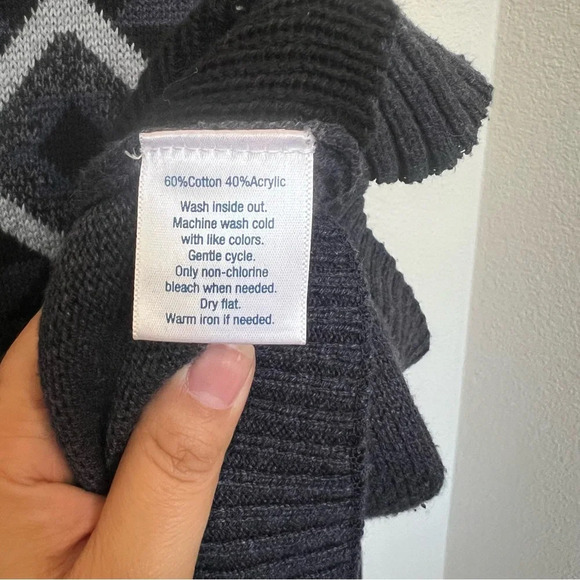 60%Cotton 40%Acrylic
Wash inside out.
Machine wash cold
with like colors.
Gentle cycle.
Only non-chlorine
bleach when needed.
Dry flat.
Warm iron if needed.